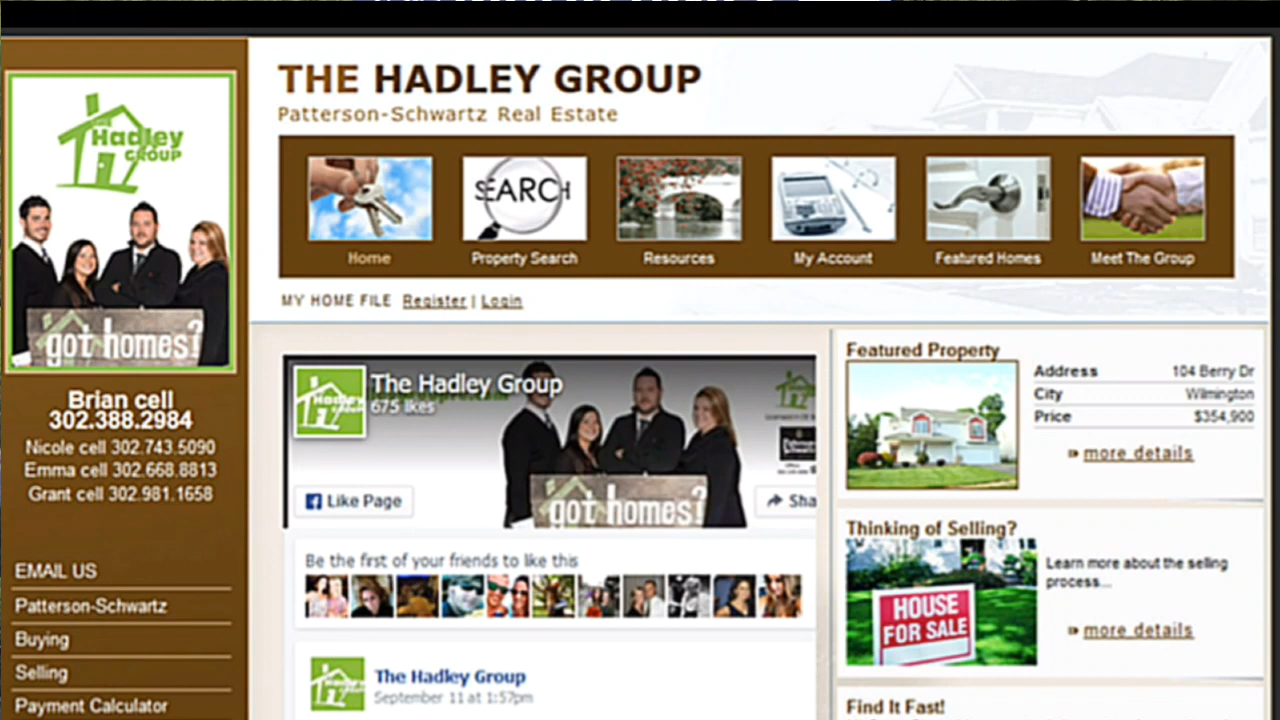 THE HADLEY GROUP
Patterson-Schwartz Real Estate
SEARCH
Home
Property Search
Resources
My Account
Featured Homes
Meet The Group
MY HOME FILE Register | Login
Hadley
GROUP
got homes?
Brian cell
302.388.2984
Nicole cell 302.743.5090
Emma cell 302.668.8813
Grant cell 302.981.1658
EMAIL US
Patterson-Schwartz
Buying
Selling
Payment Calculator
The Hadley Group
675 likes
Like Page
got homes?
Sha
Be the first of your friends to like this
The Hadley Group
September 11 at 1:57pm
Featured Property
Address 104 Berry Dr
City Wilmington
Price $354,900
more details
Thinking of Selling?
Learn more about the selling
process...
HOUSE
FOR SALE
more details
Find It Fast!